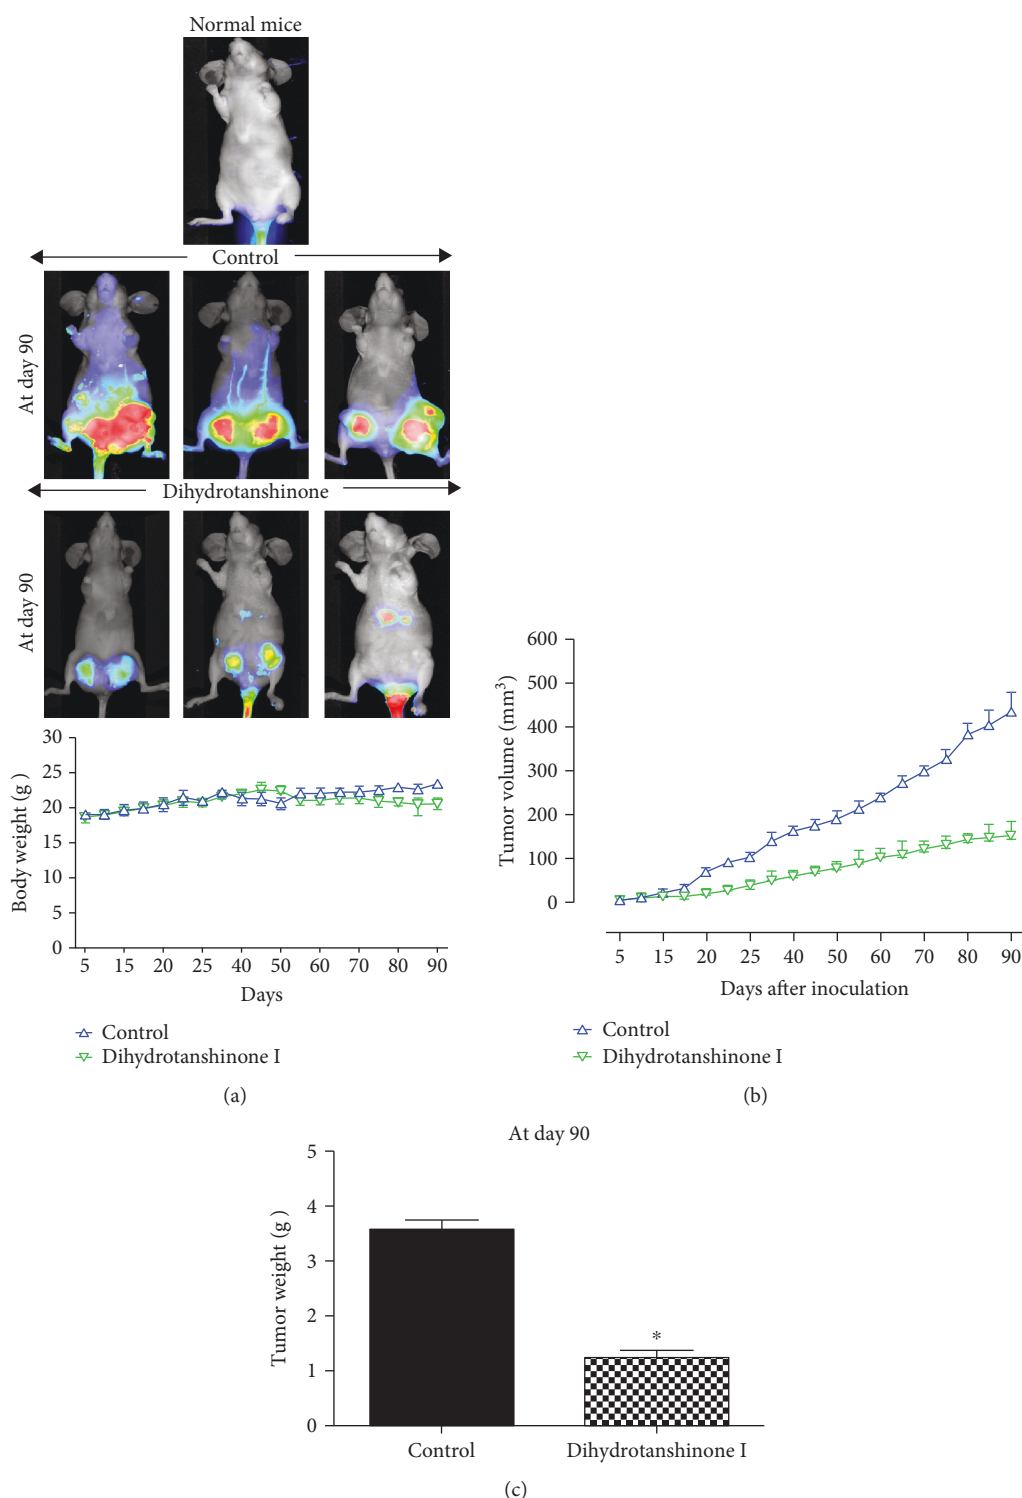 Normal mice
Control
At day 90
Dihydrotanshinone
At day 90
30
25
20
15
10
5
0
Body weight (g )
5 15 20 25 40 50 60 70 80 90
Days
Control
Dihydrotanshinone I
(a)
600
500
400
300
200
100
0
Tumor volume (mm³)
5 15 20 30 40 50 60 70 80 90
Days after inoculation
Control
Dihydrotanshinone I
(b)
At day 90
5
4
3
2
1
0
Tumor weight (g )
*
Control Dihydrotanshinone I
(c)